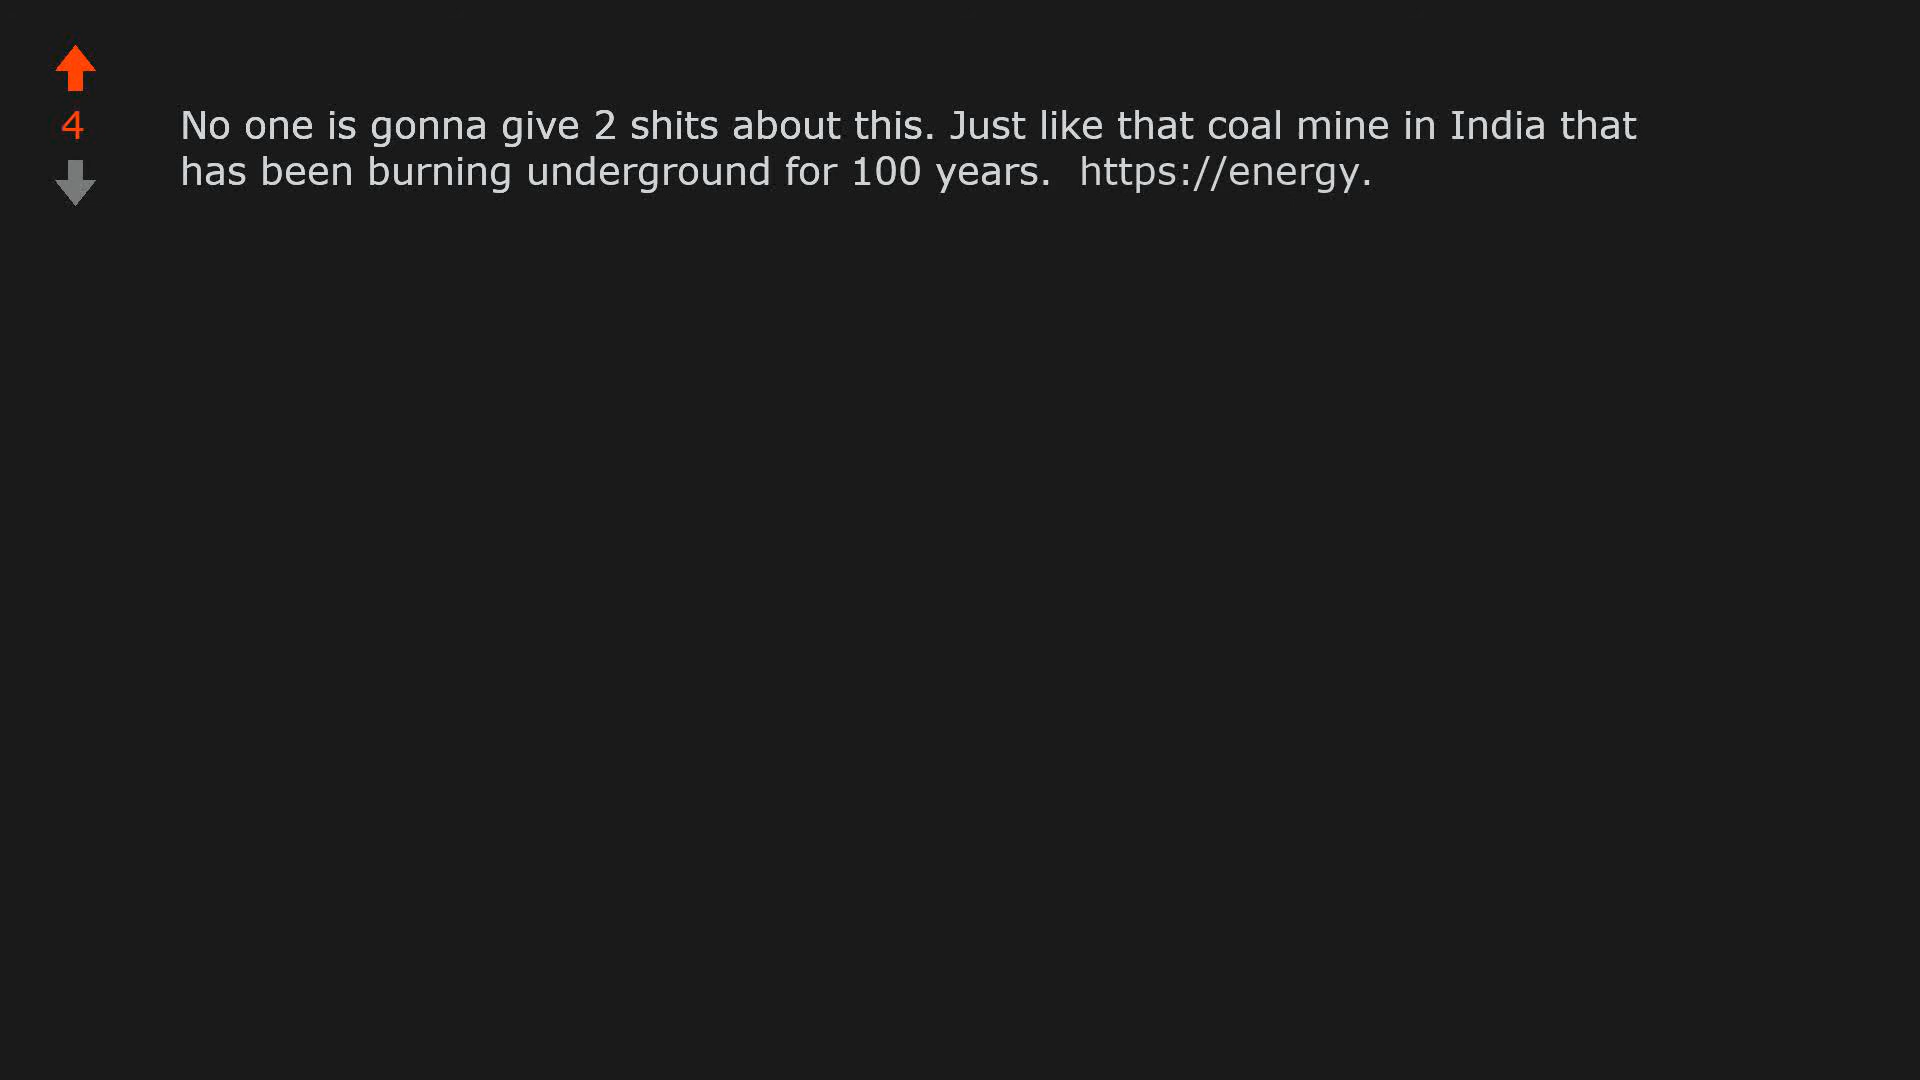 4
No one is gonna give 2 shits about this. Just like that coal mine in India that
has been burning underground for 100 years.  https://energy.